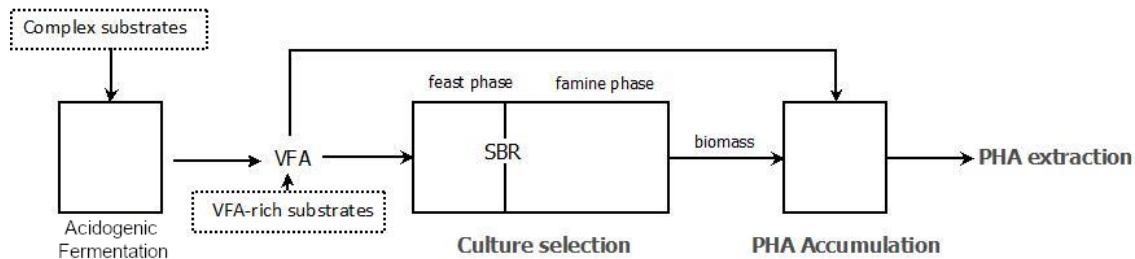 Complex substrates
feast phase
famine phase
VFA
SBR
biomass
PHA extraction
VFA-rich substrates
Acidogenic
Fermentation
Culture selection
PHA Accumulation